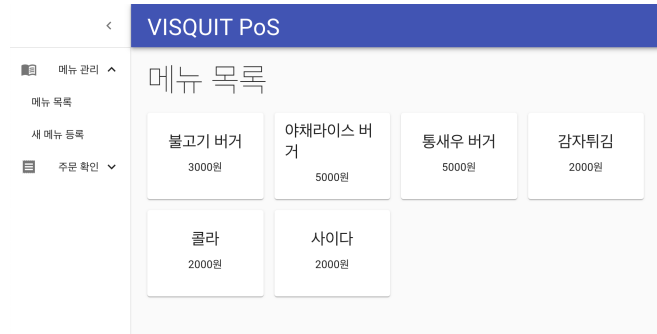 VISQUIT PoS
메뉴 관리
메뉴 목록
새 메뉴 등록
주문 확인
메뉴 목록
불고기 버거
3000원
야채라이스 버
거
5000원
통새우 버거
5000원
감자튀김
2000원
콜라
2000원
사이다
2000원